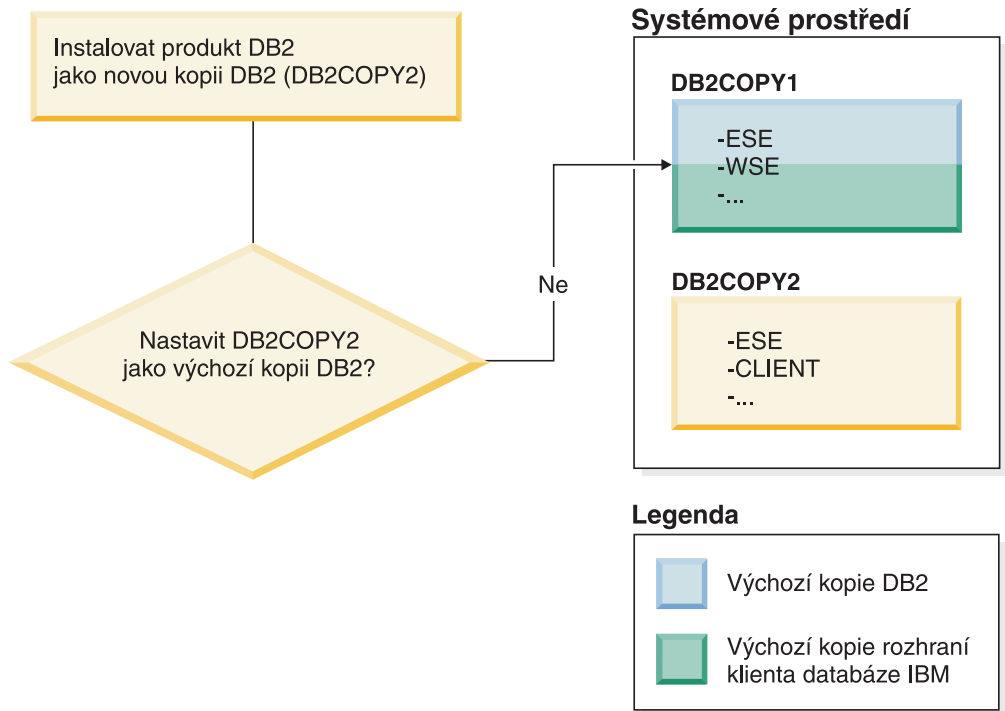 Instalovat produkt DB2
jako novou kopii DB2 (DB2COPY2)
Nastavit DB2COPY2
jako výchozí kopii DB2?
Ne
Systémové prostředí
DB2COPY1
-ESE
-WSE
-...
DB2COPY2
-ESE
-CLIENT
-...
Legenda
Výchozí kopie DB2
Výchozí kopie rozhraní
klienta databáze IBM